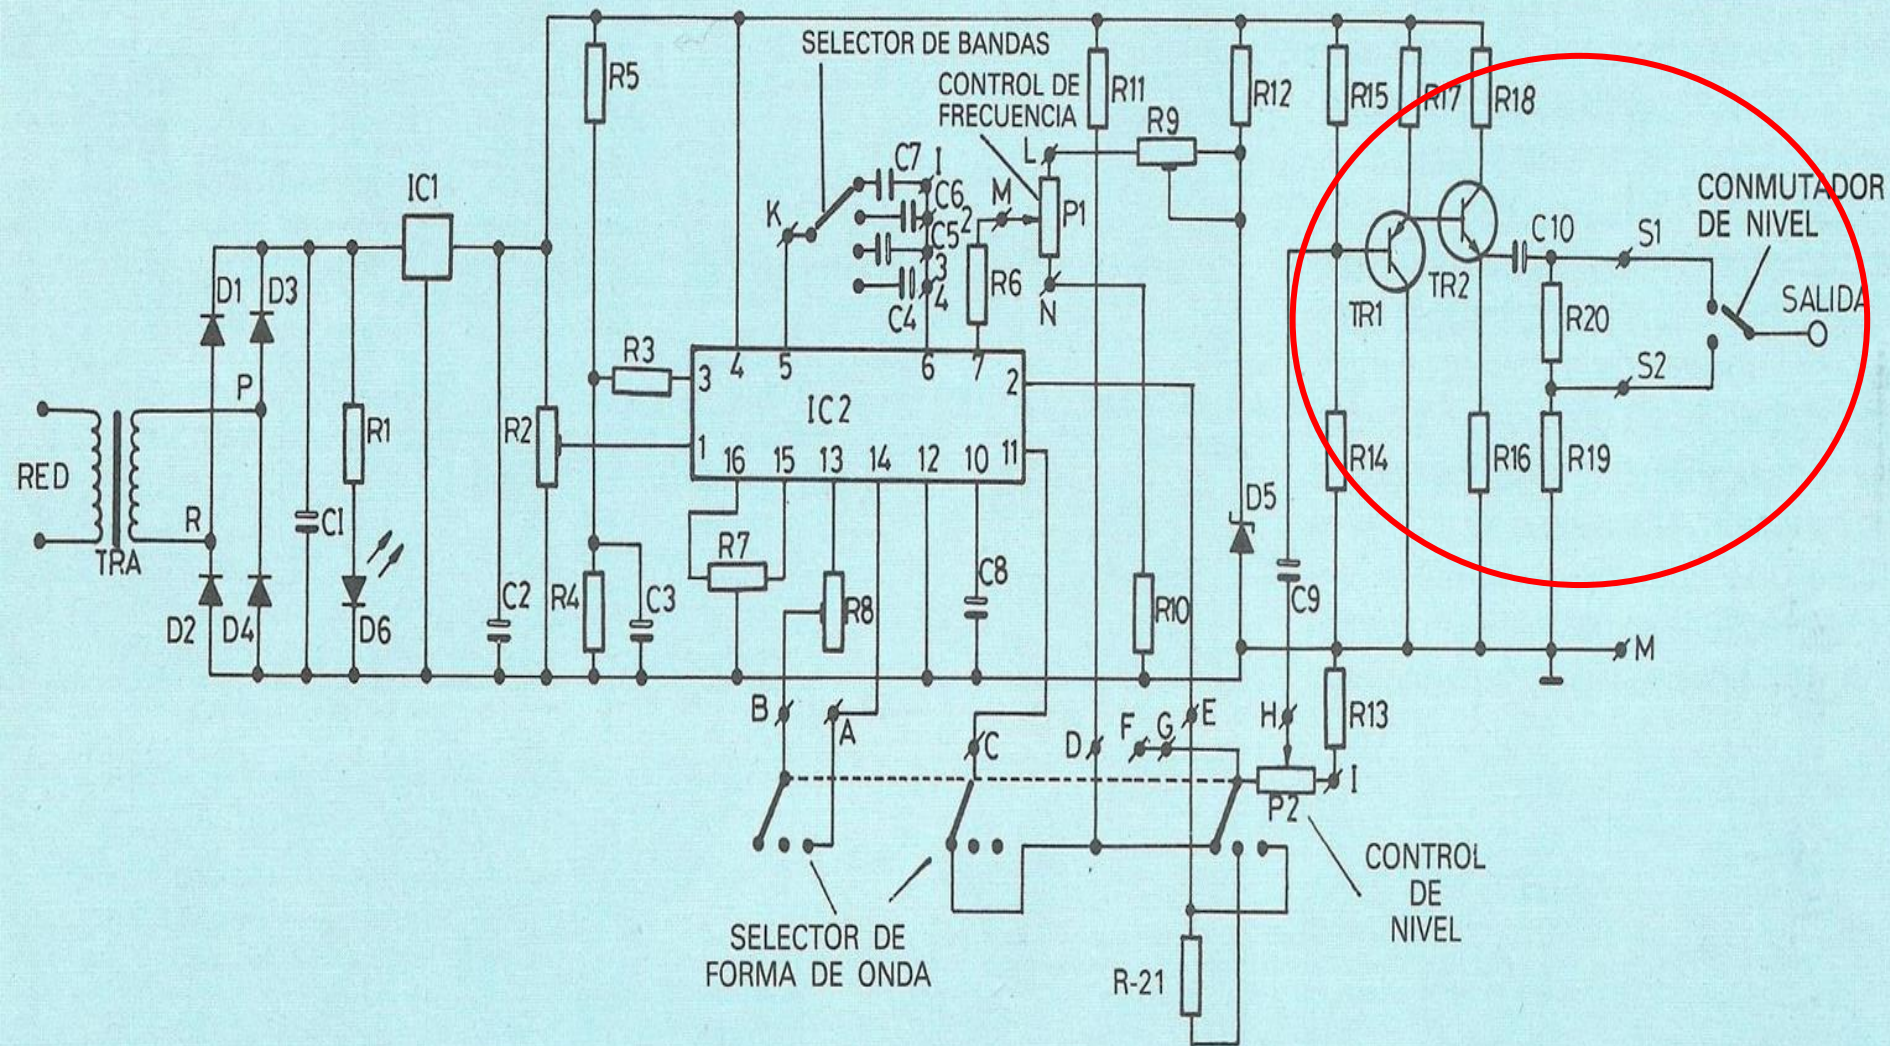 SELECTOR DE BANDAS
CONTROL DE
FRECUENCIA
R5
R11
R12
R15
R17
R18
R9
L
C7
I
C6
2
C5
3
C4
4
K
M
P1
N
R6
IC1
CONMUTADOR
DE NIVEL
C10
S1
SALIDA
TR1
TR2
R20
S2
D1
D3
P
R3
3
4
5
6
7
2
IC2
1
16
15
13
14
12
10
11
RED
TRA
R
R1
C1
R2
R14
R16
R19
D5
R7
C8
D2
D4
D6
C2
R4
C3
R8
R10
C9
M
B
A
C
D
F
G
E
H
R13
I
P2
CONTROL
DE
NIVEL
SELECTOR DE
FORMA DE ONDA
R-21